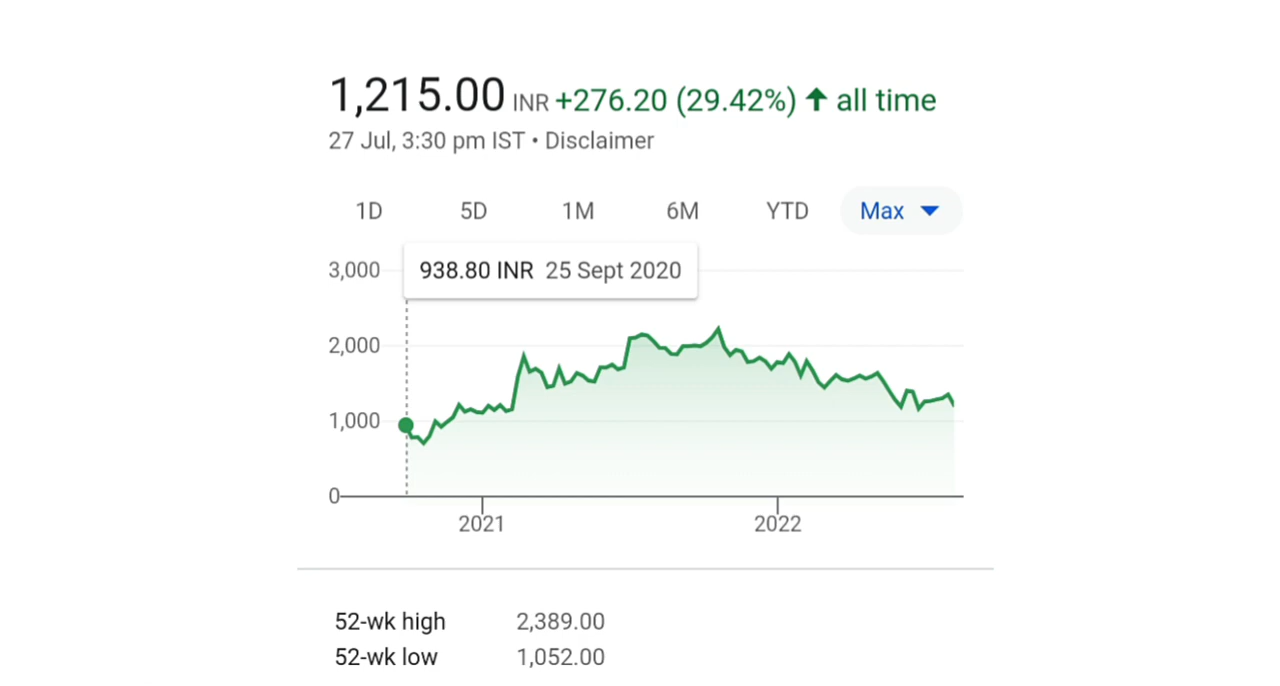 1,215.00 INR +276.20 (29.42%) ↑ all time
27 Jul, 3:30 pm IST • Disclaimer
1D 5D 1M 6M YTD Max
938.80 INR 25 Sept 2020
3,000
2,000
1,000
0
2021 2022
52-wk high 2,389.00
52-wk low 1,052.00